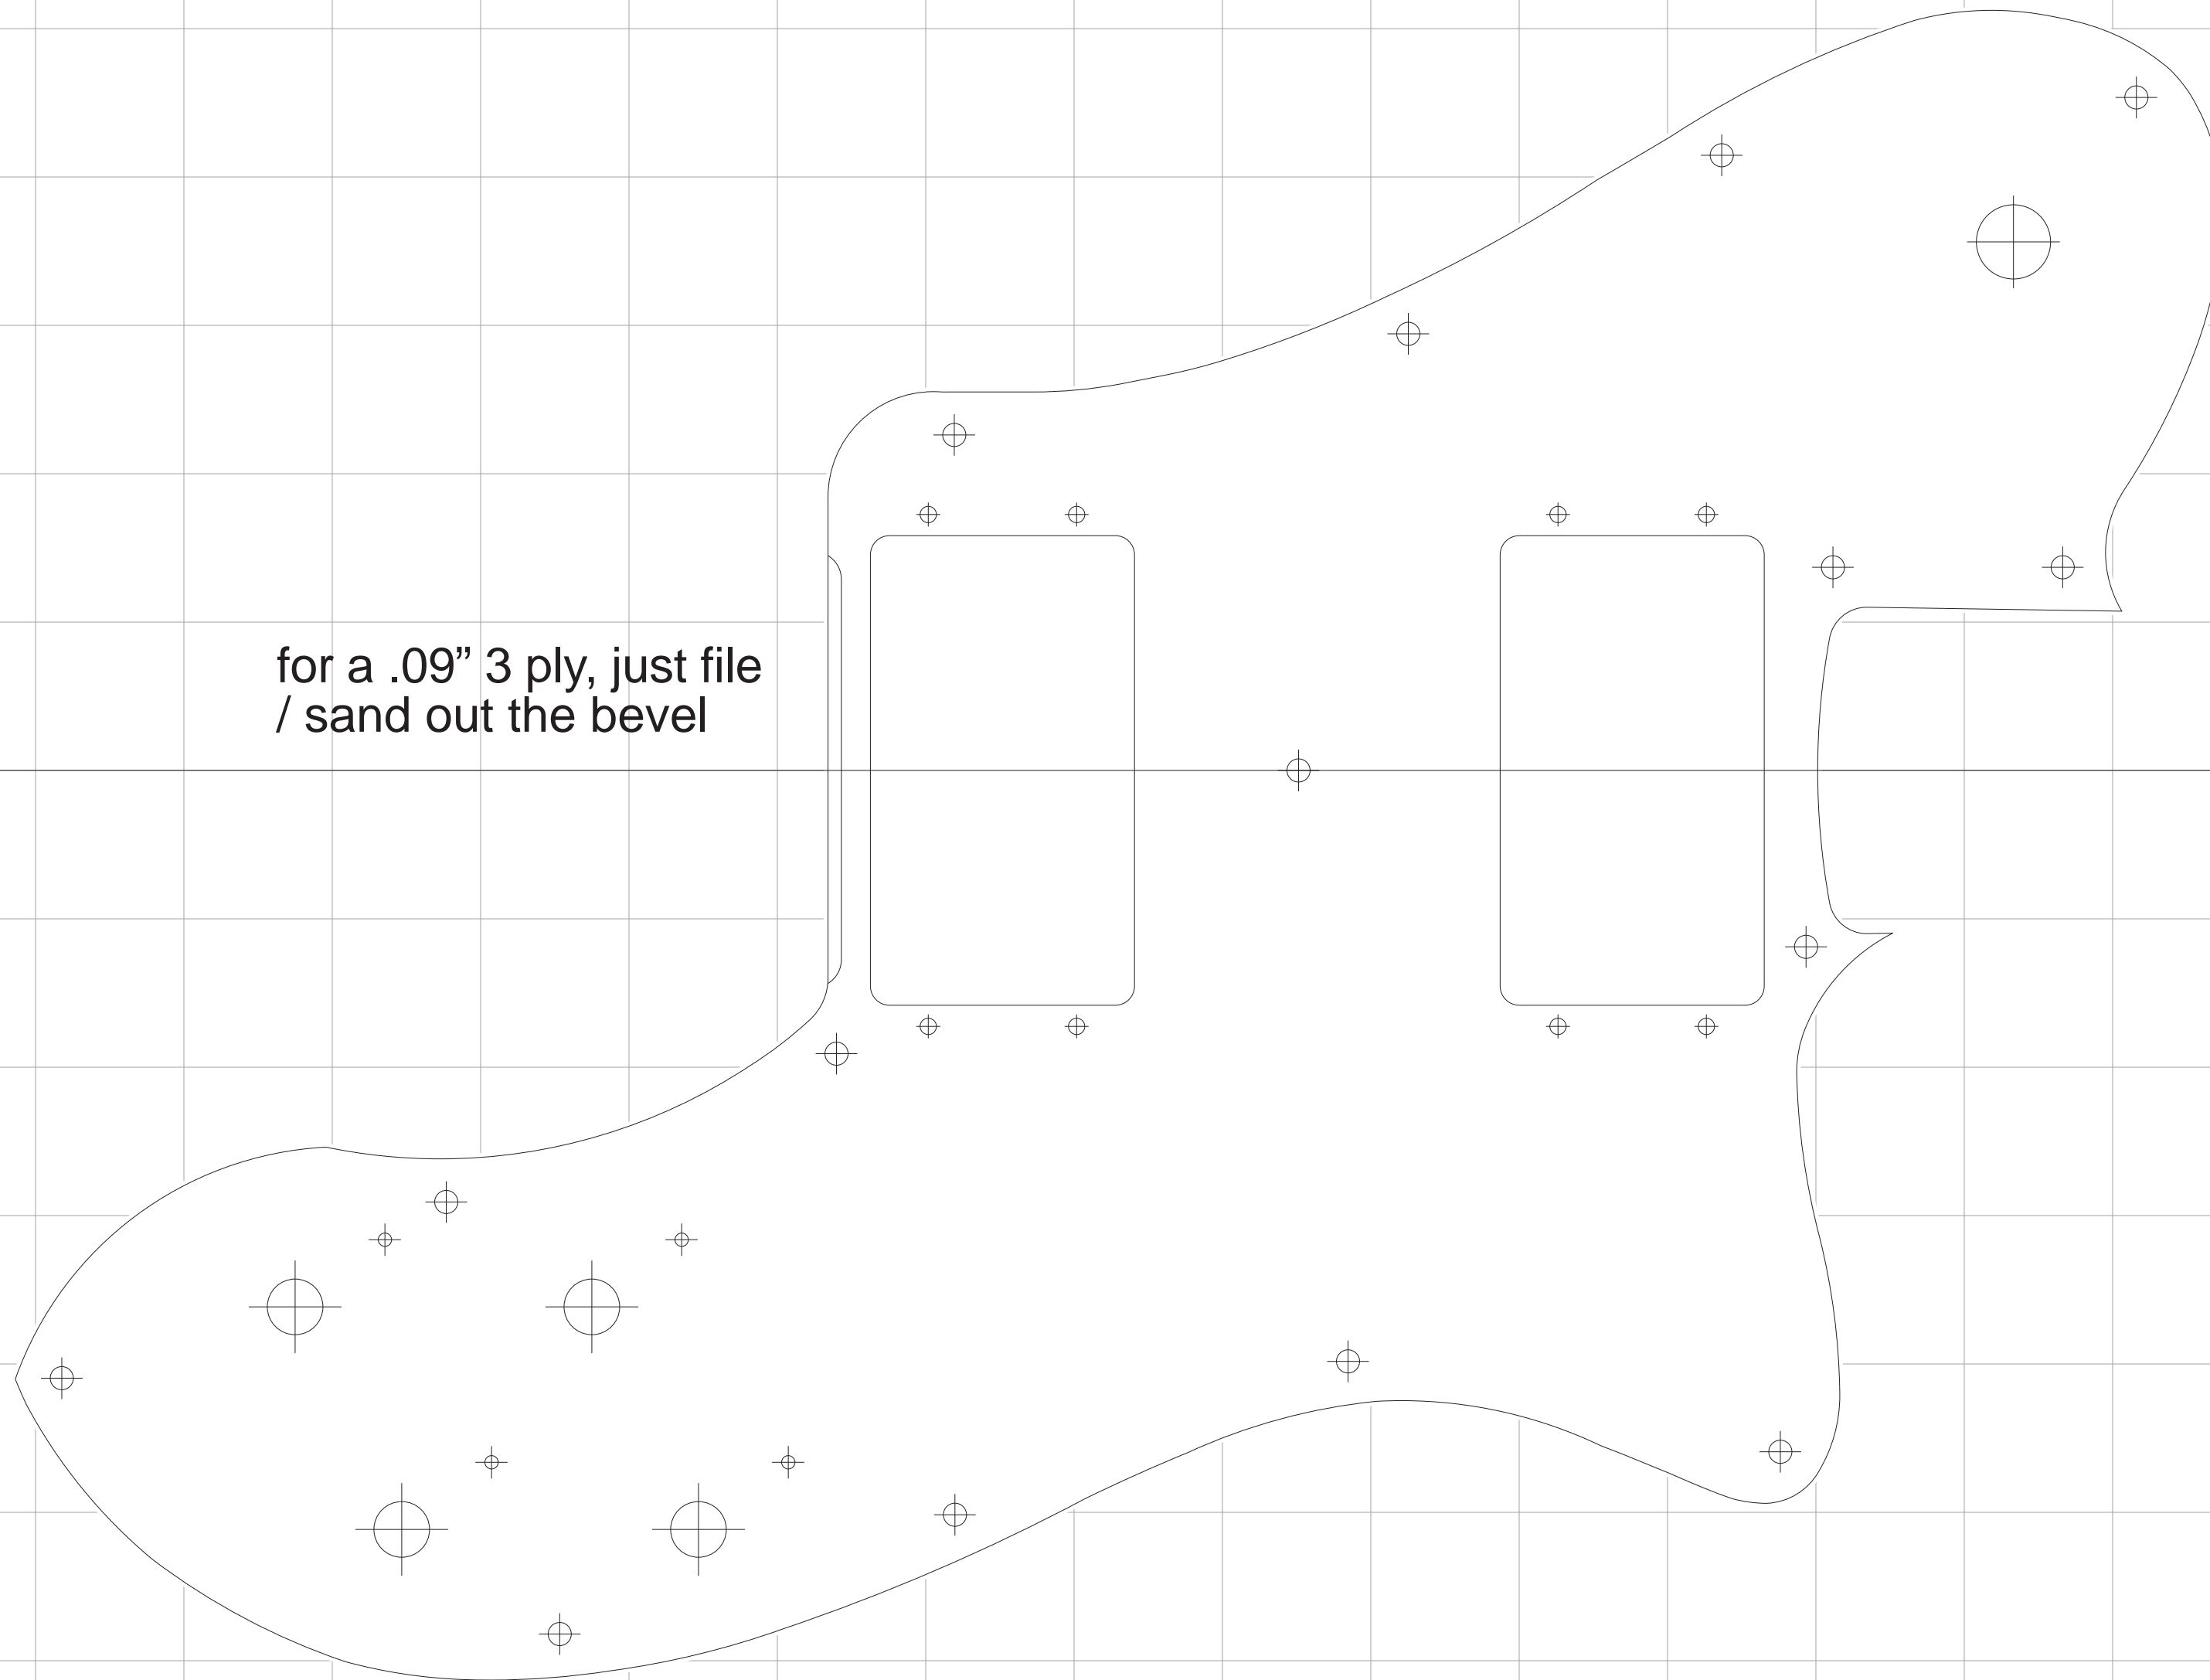 for a .09” 3 ply, just file
/ sand out the bevel